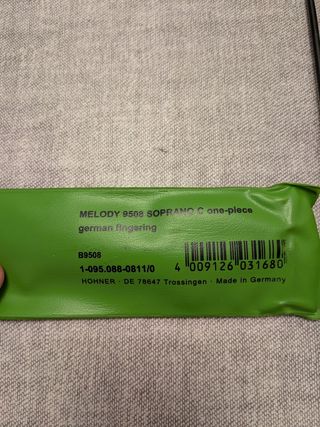 MELODY 9508 SOPRANO C one-piece
german fingering
B9508
1-095.088-0811/0
4 009126 031680
HOHNER · DE 78647 Trossingen · Made in Germany